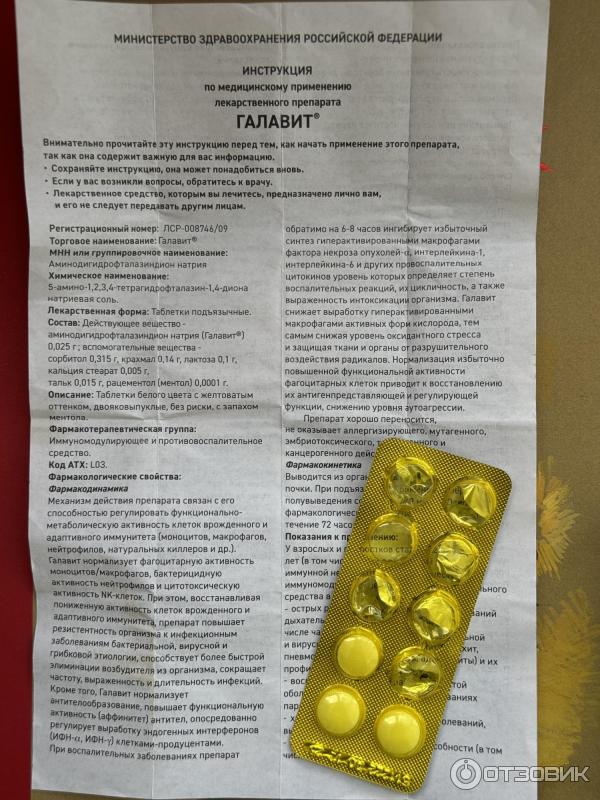 МИНИСТЕРСТВО ЗДРАВООХРАНЕНИЯ РОССИЙСКОЙ ФЕДЕРАЦИИ
ИНСТРУКЦИЯ
по медицинскому применению
лекарственного препарата
ГАЛАВИТ®
Внимательно прочитайте эту инструкцию перед тем, как начать применение этого препарата,
так как она содержит важную для вас информацию.
• Сохраняйте инструкцию, она может понадобиться вновь.
• Если у вас возникли вопросы, обратитесь к врачу.
• Лекарственное средство, которым вы лечитесь, предназначено лично вам,
и его не следует передавать другим лицам.
Регистрационный номер: ЛСР-008746/09
Торговое наименование: Галавит®
МНН или группировочное наименование:
Аминодигидрофталазиндион натрия
Химическое наименование:
5-амино-1,2,3,4-тетрагидрофталазин-1,4-диона
натриевая соль.
Лекарственная форма: Таблетки подъязычные.
Состав: Действующее вещество -
аминодигидрофталазиндион натрия (Галавит®)
0,025 г ; вспомогательные вещества -
сорбитол 0,315 г, крахмал 0,14 г, лактоза 0,1 г,
кальция стеарат 0,005 г,
тальк 0,015 г, рацементол (ментол) 0,0001 г.
Описание: Таблетки белого цвета с желтоватым
оттенком, двояковыпуклые, без риски, с запахом
ментола.
Фармакотерапевтическая группа:
Иммуномодулирующее и противовоспалительное
средство.
Код АТХ: L03.
Фармакологические свойства:
Фармакодинамика
Механизм действия препарата связан с его
способностью регулировать функционально-
метаболическую активность клеток врожденного и
адаптивного иммунитета (моноцитов, макрофагов,
нейтрофилов, натуральных киллеров и др.).
Галавит нормализует фагоцитарную активность
моноцитов/макрофагов, бактерицидную
активность нейтрофилов и цитотоксическую
активность NK-клеток. При этом, восстанавливая
пониженную активность клеток врожденного и
адаптивного иммунитета, препарат повышает
резистентность организма к инфекционным
заболеваниям бактериальной, вирусной и
грибковой этиологии, способствует более быстрой
элиминации возбудителя из организма, сокращает
частоту, выраженность и длительность инфекций.
Кроме того, Галавит нормализует
антителообразование, повышает функциональную
активность (аффинитет) антител, опосредованно
регулирует выработку эндогенных интерферонов
(ИФН-α, ИФН-γ) клетками-продуцентами.
При воспалительных заболеваниях препарат
обратимо на 6-8 часов ингибирует избыточный
синтез гиперактивированными макрофагами
фактора некроза опухолей-α, интерлейкина-1,
интерлейкина-6 и других провоспалительных
цитокинов уровень которых определяет степень
воспалительных реакций, их цикличность, а также
выраженность интоксикации организма. Галавит
снижает выработку гиперактивированными
макрофагами активных форм кислорода, тем
самым снижая уровень оксидантного стресса
и защищая ткани и органы от разрушительного
воздействия радикалов. Нормализация избыточно
повышенной функциональной активности
фагоцитарных клеток приводит к восстановлению
их антигенпредставляющей и регулирующей
функции, снижению уровня аутоагрессии.
Препарат хорошо переносится,
не оказывает аллергизирующего, мутагенного,
эмбриотоксического,
канцерогенного дейст
Фармакокинетика
Выводится из орган
почки. При подъяз
полувыведения со
фармакологическ
течение 72 часов
Показания к пр
У взрослых и
лет (в том чис
иммунной не
иммуномоду
средства в
- острых р
дыхатель
числе ча
и вирус
пневм
профи
- вос
обол
забол
- х
числ
отзовик